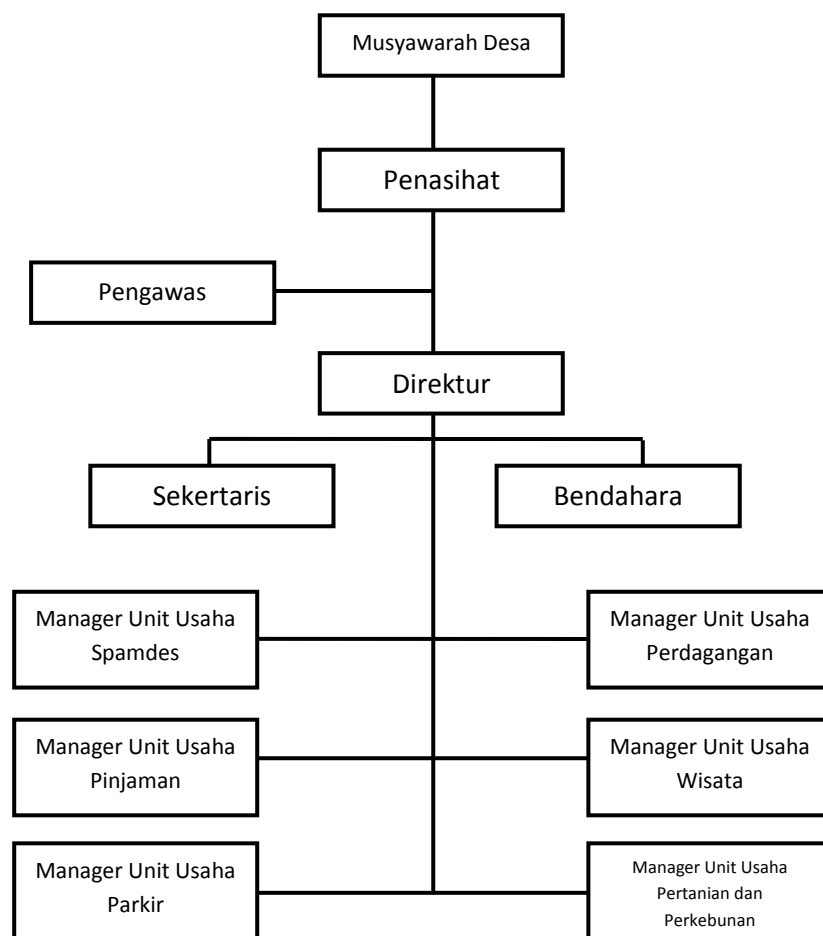 Musyawarah Desa
Penasihat
Pengawas
Direktur
Sekertaris
Bendahara
Manager Unit Usaha
Spamdes
Manager Unit Usaha
Perdagangan
Manager Unit Usaha
Pinjaman
Manager Unit Usaha
Wisata
Manager Unit Usaha
Parkir
Manager Unit Usaha
Pertanian dan
Perkebunan